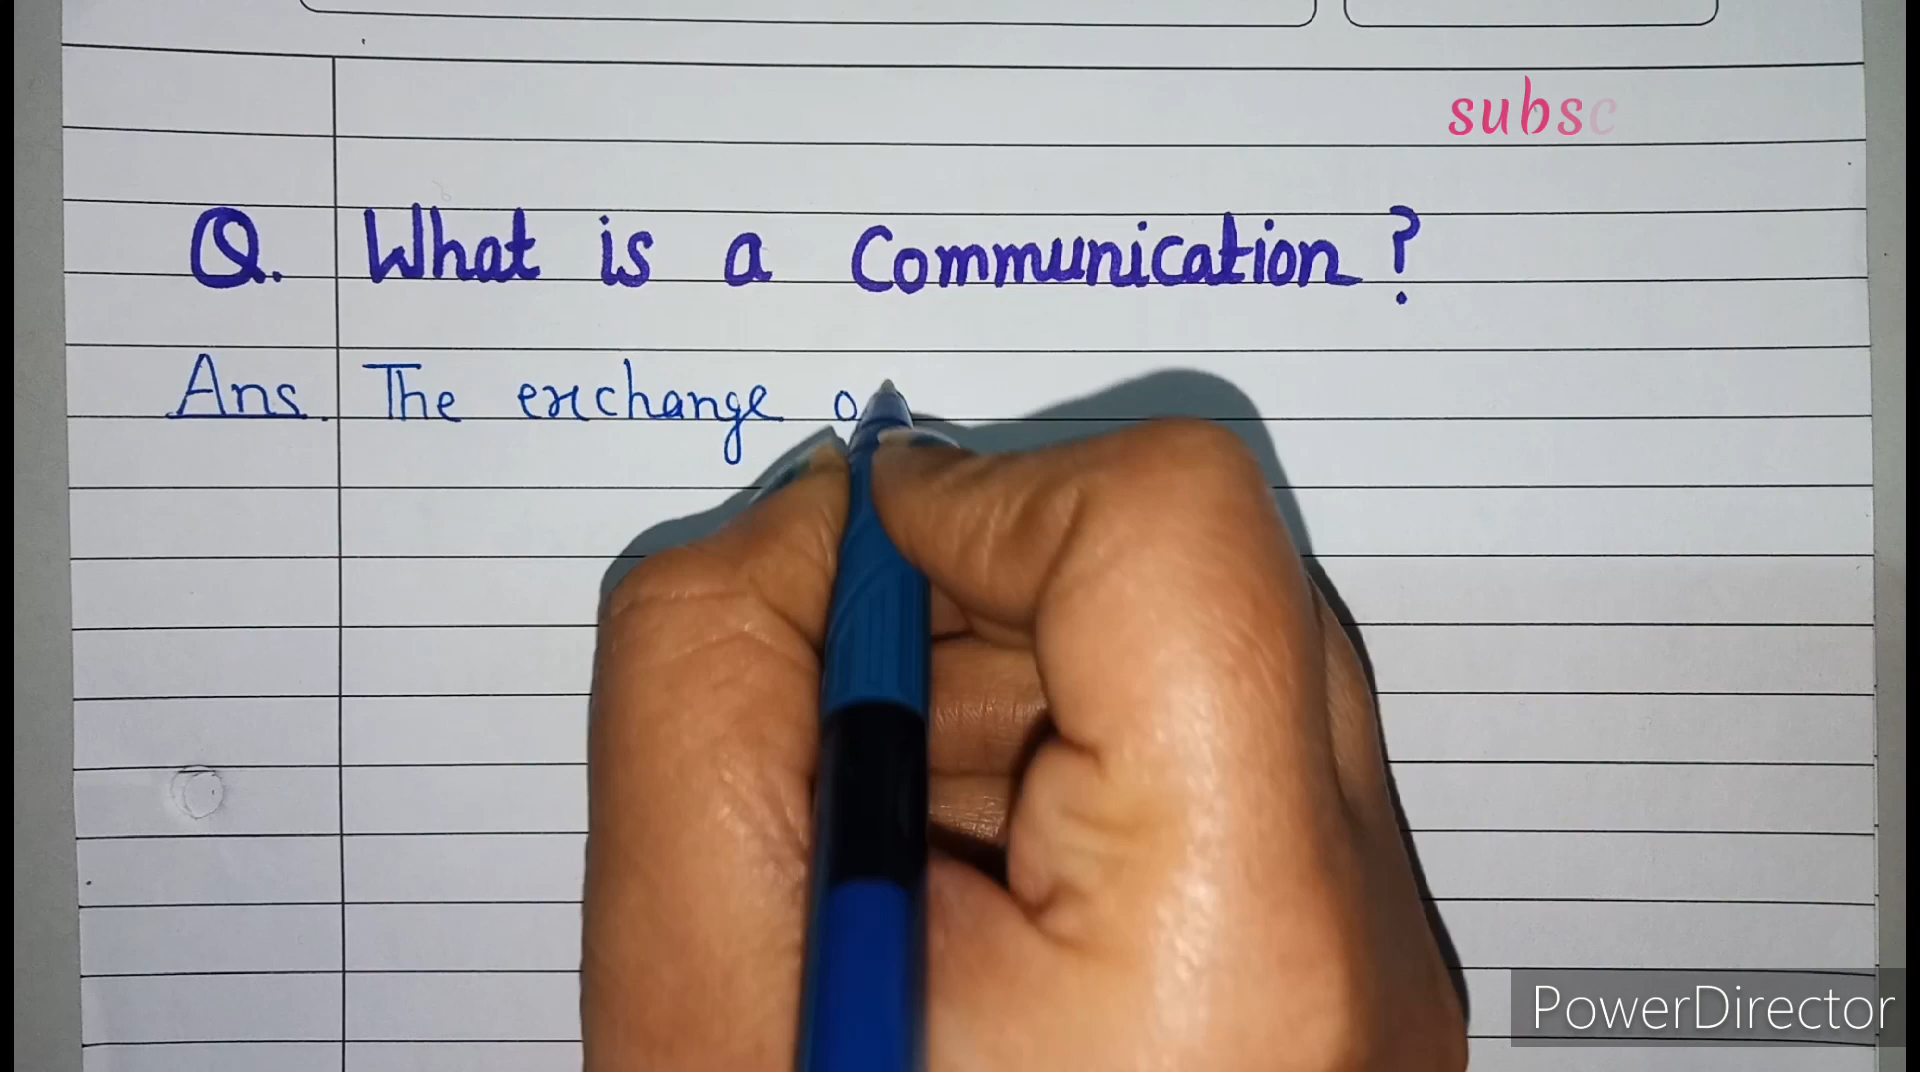 subsc
Q. What is a Communication?
Ans. The exchange o
PowerDirector